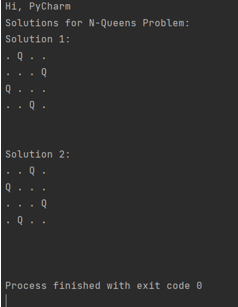 Hi, PyCharm
Solutions for N-Queens Problem:
Solution 1:
. Q . .
. . . Q
Q . . .
. . Q .
Solution 2:
. . Q .
Q . . .
. . . Q
. Q . .
Process finished with exit code 0